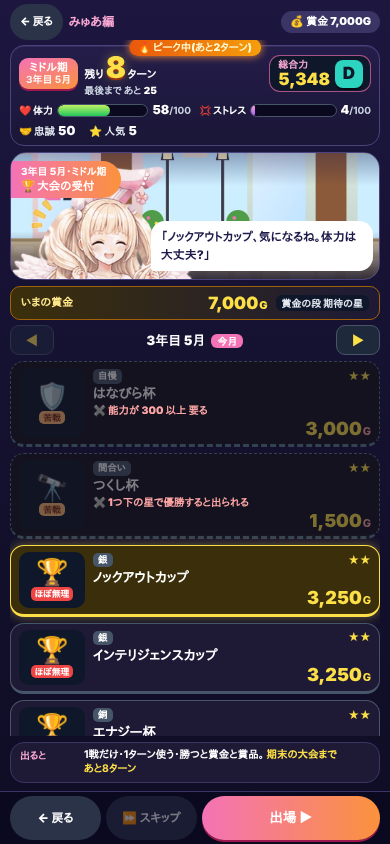 ← 戻る
みゅあ編
💰 賞金 7,000G
🔥 ピーク中(あと2ターン)
ミドル期
3年目 5月
残り 8 ターン
最後まで あと 25
総合力
5,348
D
❤️ 体力 58/100
💢 ストレス 4/100
🤝 忠誠 50
⭐ 人気 5
3年目 5月・ミドル期
🏆 大会の受付
「ノックアウトカップ、気になるね。体力は
大丈夫?」
いまの賞金
7,000G
賞金の段 期待の星
◀
3年目 5月 今月
▶
自慢
★★
はなびら杯
苦戦
✖ 能力が 300 以上 要る
3,000G
間合い
★★
つくし杯
苦戦
✖ 1つ下の星で優勝すると出られる
1,500G
銀
★★
ノックアウトカップ
ほぼ無理
3,250G
銀
★★
インテリジェンスカップ
ほぼ無理
3,250G
銅
★★
エナジー杯
出ると
1戦だけ・1ターン使う・勝つと賞金と賞品。期末の大会まで
あと8ターン
← 戻る
⏩ スキップ
出場 ▶